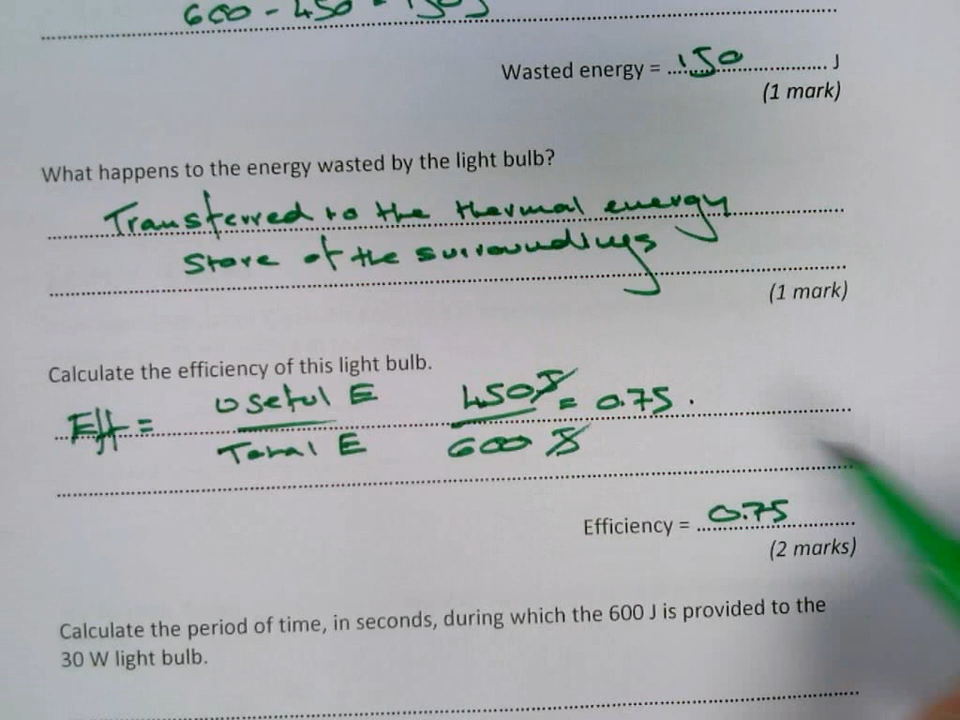 600 - 450 = 150J
Wasted energy = 150 J
(1 mark)
What happens to the energy wasted by the light bulb?
Transferred to the thermal energy
store of the surroundings
(1 mark)
Calculate the efficiency of this light bulb.
Eff = Useful E 450J = 0.75.
Total E 600 J
Efficiency = 0.75
(2 marks)
Calculate the period of time, in seconds, during which the 600 J is provided to the
30 W light bulb.